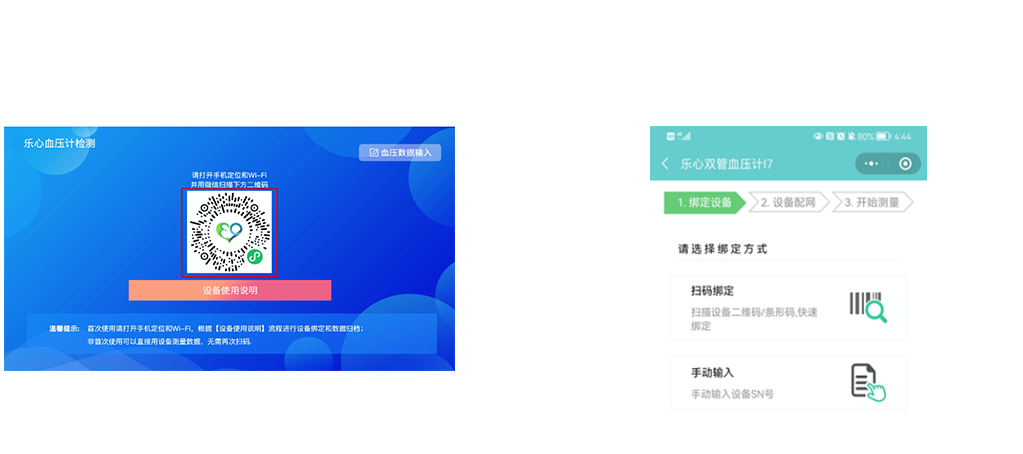 乐心血压计检测
血压数据输入
请打开手机定位和Wi-Fi
并用微信扫描下方二维码
设备使用说明
温馨提示: 首次使用请打开手机定位和Wi-Fi，根据【设备使用说明】流程进行设备绑定和数据归档；
非首次使用可以直接用设备测量数据，无需再次扫码.
80% 4:44
乐心双管血压计I7
1. 绑定设备 2. 设备配网 3. 开始测量
请选择绑定方式
扫码绑定
扫描设备二维码/条形码,快速
绑定
手动输入
手动输入设备SN号